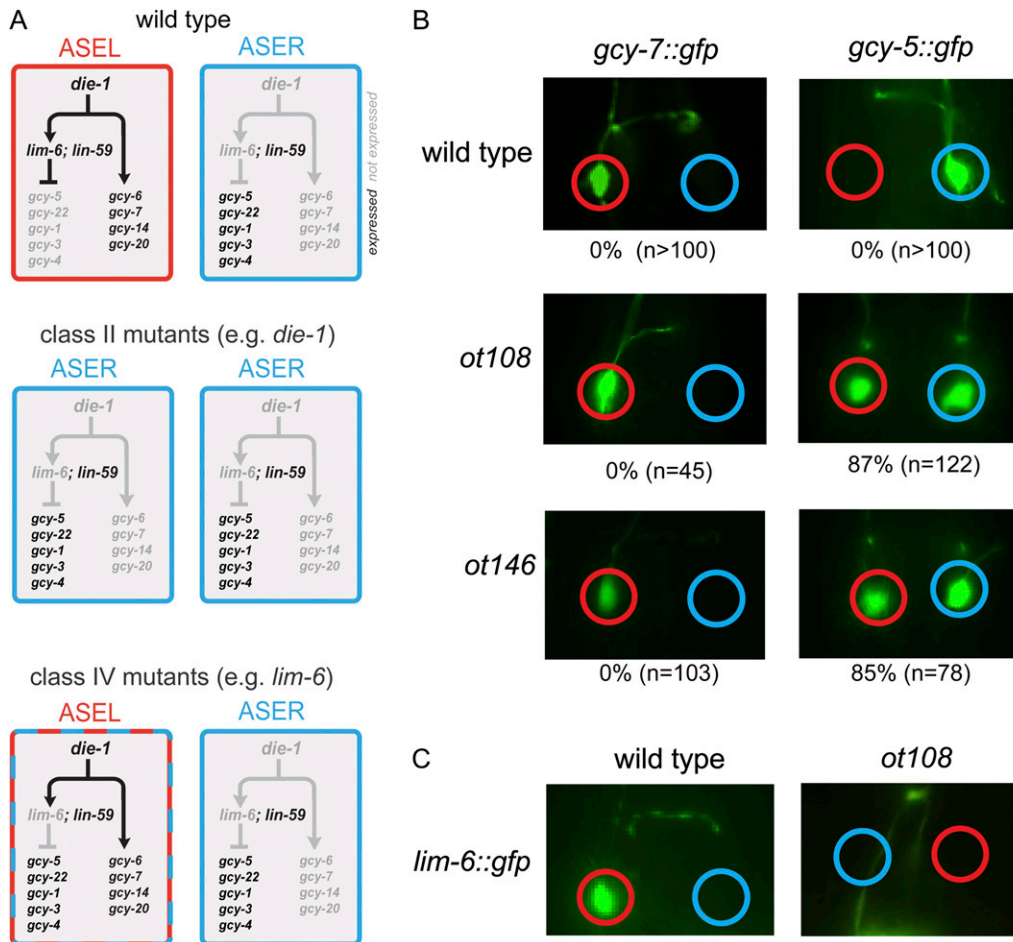 A
wild type
ASEL
ASER
die-1
lim-6; lin-59
gcy-5
gcy-22
gcy-1
gcy-3
gcy-4
gcy-6
gcy-7
gcy-14
gcy-20
die-1
lim-6; lin-59
gcy-5
gcy-22
gcy-1
gcy-3
gcy-4
gcy-6
gcy-7
gcy-14
gcy-20
expressed not expressed
class II mutants (e.g. die-1)
ASER
ASER
die-1
lim-6; lin-59
gcy-5
gcy-22
gcy-1
gcy-3
gcy-4
gcy-6
gcy-7
gcy-14
gcy-20
die-1
lim-6; lin-59
gcy-5
gcy-22
gcy-1
gcy-3
gcy-4
gcy-6
gcy-7
gcy-14
gcy-20
class IV mutants (e.g. lim-6)
ASEL
ASER
die-1
lim-6; lin-59
gcy-5
gcy-22
gcy-1
gcy-3
gcy-4
gcy-6
gcy-7
gcy-14
gcy-20
die-1
lim-6; lin-59
gcy-5
gcy-22
gcy-1
gcy-3
gcy-4
gcy-6
gcy-7
gcy-14
gcy-20
B
gcy-7::gfp
gcy-5::gfp
wild type
0% (n>100)
0% (n>100)
ot108
0% (n=45)
87% (n=122)
ot146
0% (n=103)
85% (n=78)
C
wild type
ot108
lim-6::gfp